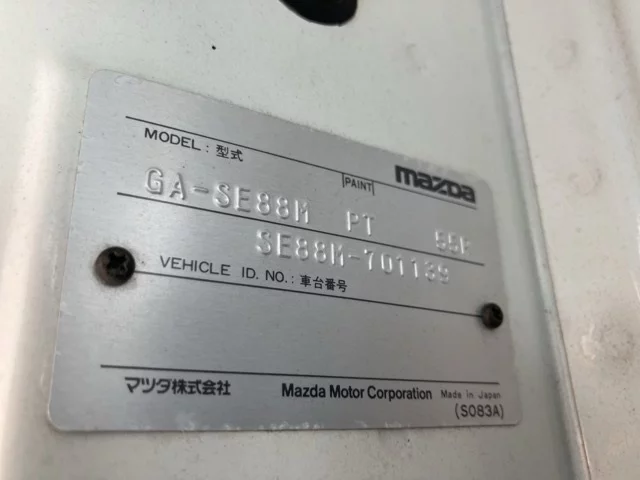 MODEL : 型式
PAINT
mazda
GA-SE88M PT
SE88M-701139
VEHICLE ID. NO. : 車台番号
マツダ株式会社
Mazda Motor Corporation Made in Japan
(S083A)